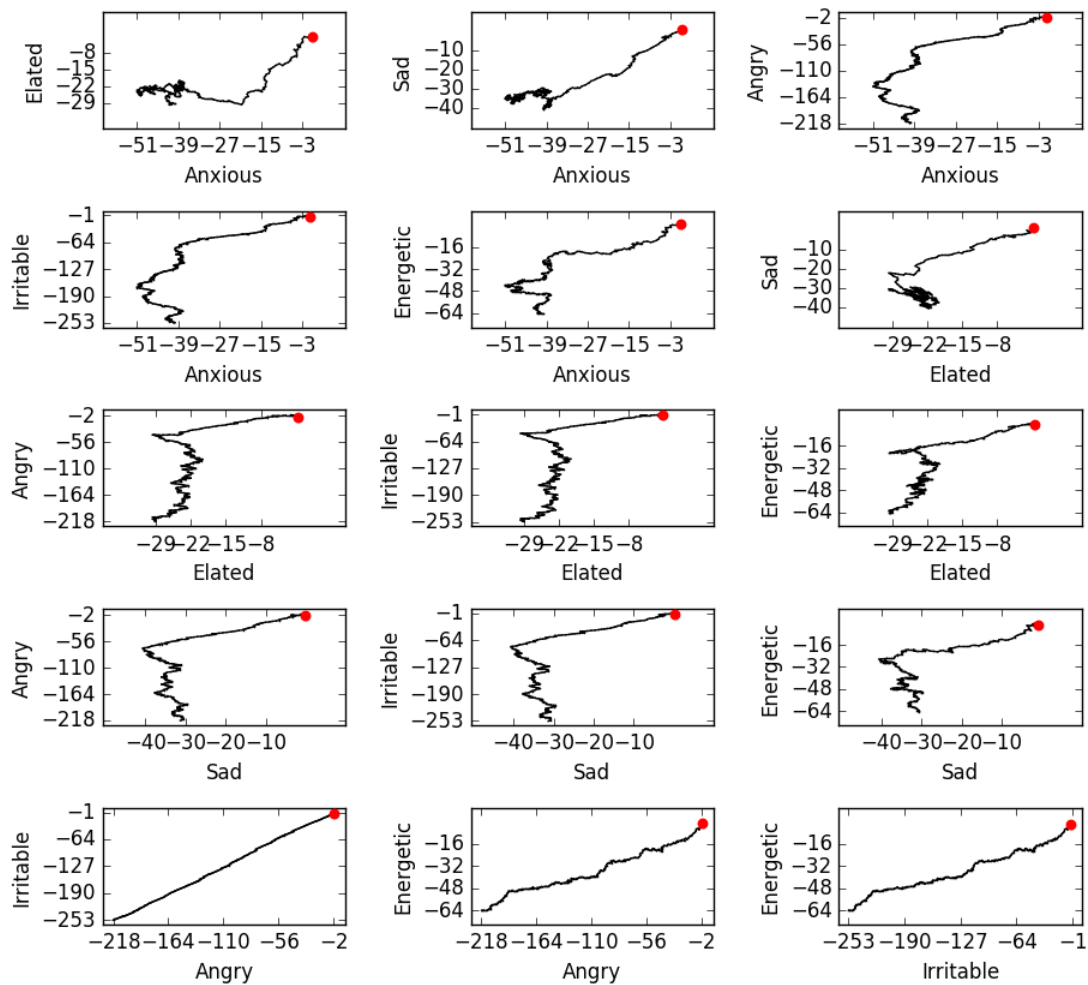 Elated
−8
−15
−22
−29
−51 −39 −27 −15 −3
Anxious
Sad
−10
−20
−30
−40
−51 −39 −27 −15 −3
Anxious
Angry
−2
−56
−110
−164
−218
−51 −39 −27 −15 −3
Anxious
Irritable
−1
−64
−127
−190
−253
−51 −39 −27 −15 −3
Anxious
Energetic
−16
−32
−48
−64
−51 −39 −27 −15 −3
Anxious
Sad
−10
−20
−30
−40
−29 −22 −15 −8
Elated
Angry
−2
−56
−110
−164
−218
−29 −22 −15 −8
Elated
Irritable
−1
−64
−127
−190
−253
−29 −22 −15 −8
Elated
Energetic
−16
−32
−48
−64
−29 −22 −15 −8
Elated
Angry
−2
−56
−110
−164
−218
−40 −30 −20 −10
Sad
Irritable
−1
−64
−127
−190
−253
−40 −30 −20 −10
Sad
Energetic
−16
−32
−48
−64
−40 −30 −20 −10
Sad
Irritable
−1
−64
−127
−190
−253
−218 −164 −110 −56 −2
Angry
Energetic
−16
−32
−48
−64
−218 −164 −110 −56 −2
Angry
Energetic
−16
−32
−48
−64
−253 −190 −127 −64 −1
Irritable